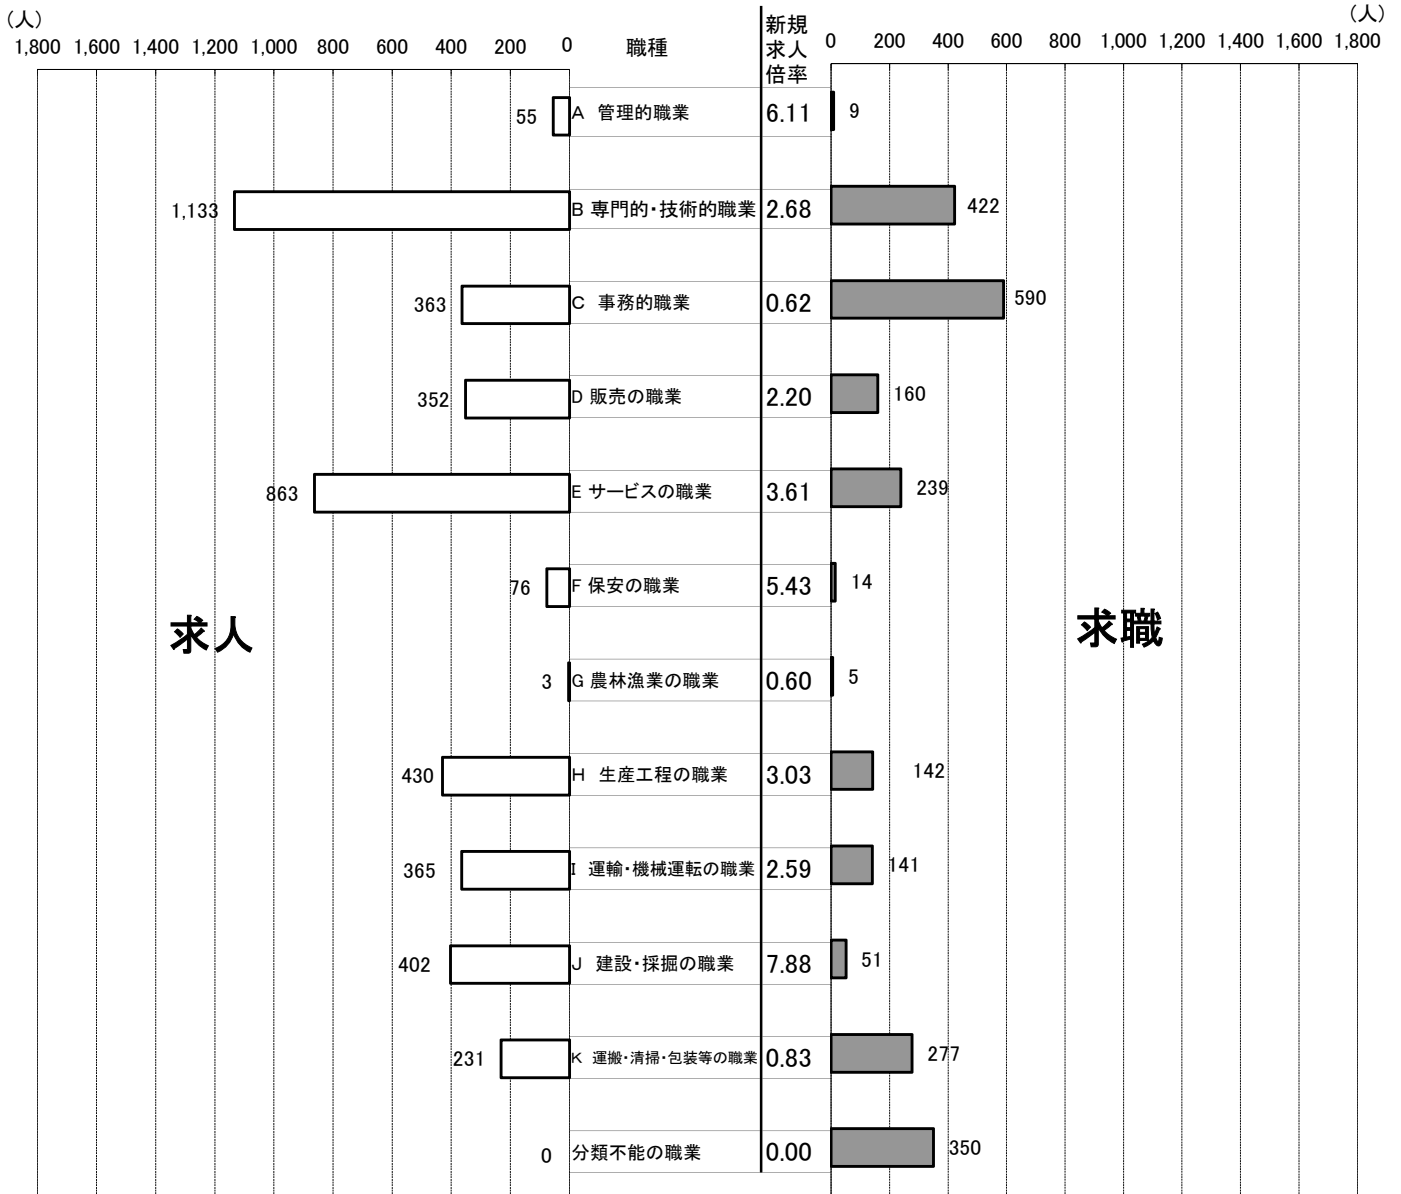 (人)
(人)
1,800 1,600 1,400 1,200 1,000 800 600 400 200 0
職種
新規
求人
倍率
0 200 400 600 800 1,000 1,200 1,400 1,600 1,800
55 A 管理的職業 6.11 9
1,133 B 専門的・技術的職業 2.68 422
363 C 事務的職業 0.62 590
352 D 販売の職業 2.20 160
863 E サービスの職業 3.61 239
76 F 保安の職業 5.43 14
求人
求職
3 G 農林漁業の職業 0.60 5
430 H 生産工程の職業 3.03 142
365 I 運輸・機械運転の職業 2.59 141
402 J 建設・採掘の職業 7.88 51
231 K 運搬・清掃・包装等の職業 0.83 277
0 分類不能の職業 0.00 350